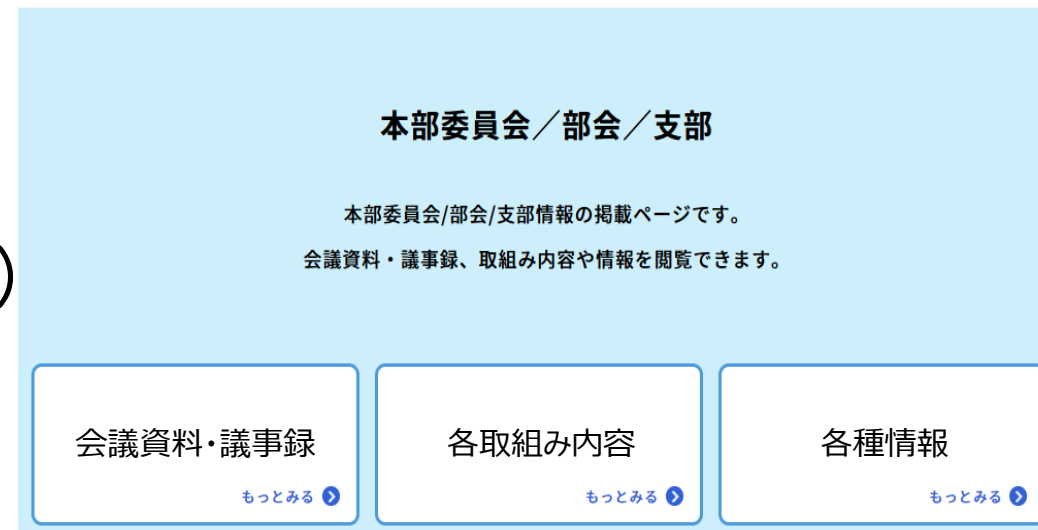 本部委員会／部会／支部
本部委員会/部会/支部情報の掲載ページです。
会議資料・議事録、取組み内容や情報を閲覧できます。
会議資料・議事録
各取組み内容
各種情報
もっとみる
もっとみる
もっとみる